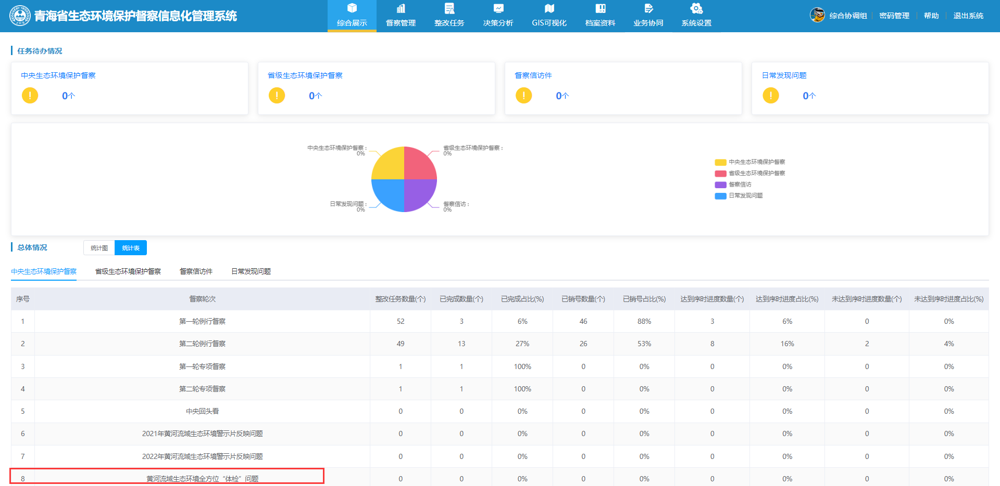 青海省生态环境保护督察信息化管理系统
综合展示 督察管理 整改任务 决策分析 GIS可视化 档案资料 业务协同 系统设置
综合协调组 密码管理 帮助 退出系统
任务待办情况
中央生态环境保护督察 省级生态环境保护督察 督察信访件 日常发现问题
0个 0个 0个 0个
中央生态环境保护督察：
0%
省级生态环境保护督察：
0%
日常发现问题：
0%
督察信访：
0%
中央生态环境保护督察
省级生态环境保护督察
督察信访
日常发现问题
总体情况 统计图 统计表
中央生态环境保护督察 省级生态环境保护督察 督察信访件 日常发现问题
序号 督察轮次 整改任务数量(个) 已完成数量(个) 已完成占比(%) 已销号数量(个) 已销号占比(%) 达到序时进度数量(个) 达到序时进度占比(%) 未达到序时进度数量(个) 未达到序时进度占比(%)
1 第一轮例行督察 52 3 6% 46 88% 3 6% 0 0%
2 第二轮例行督察 49 13 27% 26 53% 8 16% 2 4%
3 第一轮专项督察 1 1 100% 0 0% 0 0% 0 0%
4 第二轮专项督察 1 1 100% 0 0% 0 0% 0 0%
5 中央回头看 0 0 0% 0 0% 0 0% 0 0%
6 2021年黄河流域生态环境警示片反映问题 0 0 0% 0 0% 0 0% 0 0%
7 2022年黄河流域生态环境警示片反映问题 0 0 0% 0 0% 0 0% 0 0%
8 黄河流域生态环境全方位“体检”问题 0 0 0% 0 0% 0 0% 0 0%